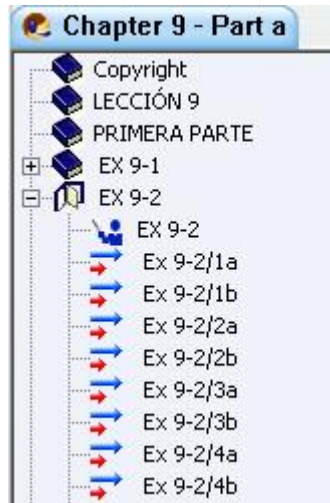 Chapter 9 - Part a
Copyright
LECCIÓN 9
PRIMERA PARTE
EX 9-1
EX 9-2
EX 9-2
Ex 9-2/1a
Ex 9-2/1b
Ex 9-2/2a
Ex 9-2/2b
Ex 9-2/3a
Ex 9-2/3b
Ex 9-2/4a
Ex 9-2/4b